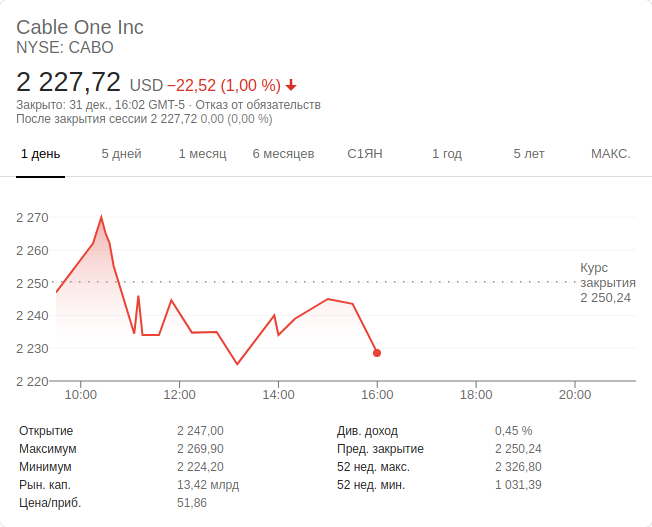 Cable One Inc
NYSE: CABO
2 227,72 USD −22,52 (1,00 %)
Закрыто: 31 дек., 16:02 GMT-5 · Отказ от обязательств
После закрытия сессии 2 227,72 0,00 (0,00 %)
1 день 5 дней 1 месяц 6 месяцев С1ЯН 1 год 5 лет МАКС.
2 270
2 260
2 250
2 240
2 230
2 220
Курс
закрытия
2 250,24
10:00 12:00 14:00 16:00 18:00 20:00
Открытие 2 247,00 Див. доход 0,45 %
Максимум 2 269,90 Пред. закрытие 2 250,24
Минимум 2 224,20 52 нед. макс. 2 326,80
Рын. кап. 13,42 млрд 52 нед. мин. 1 031,39
Цена/приб. 51,86